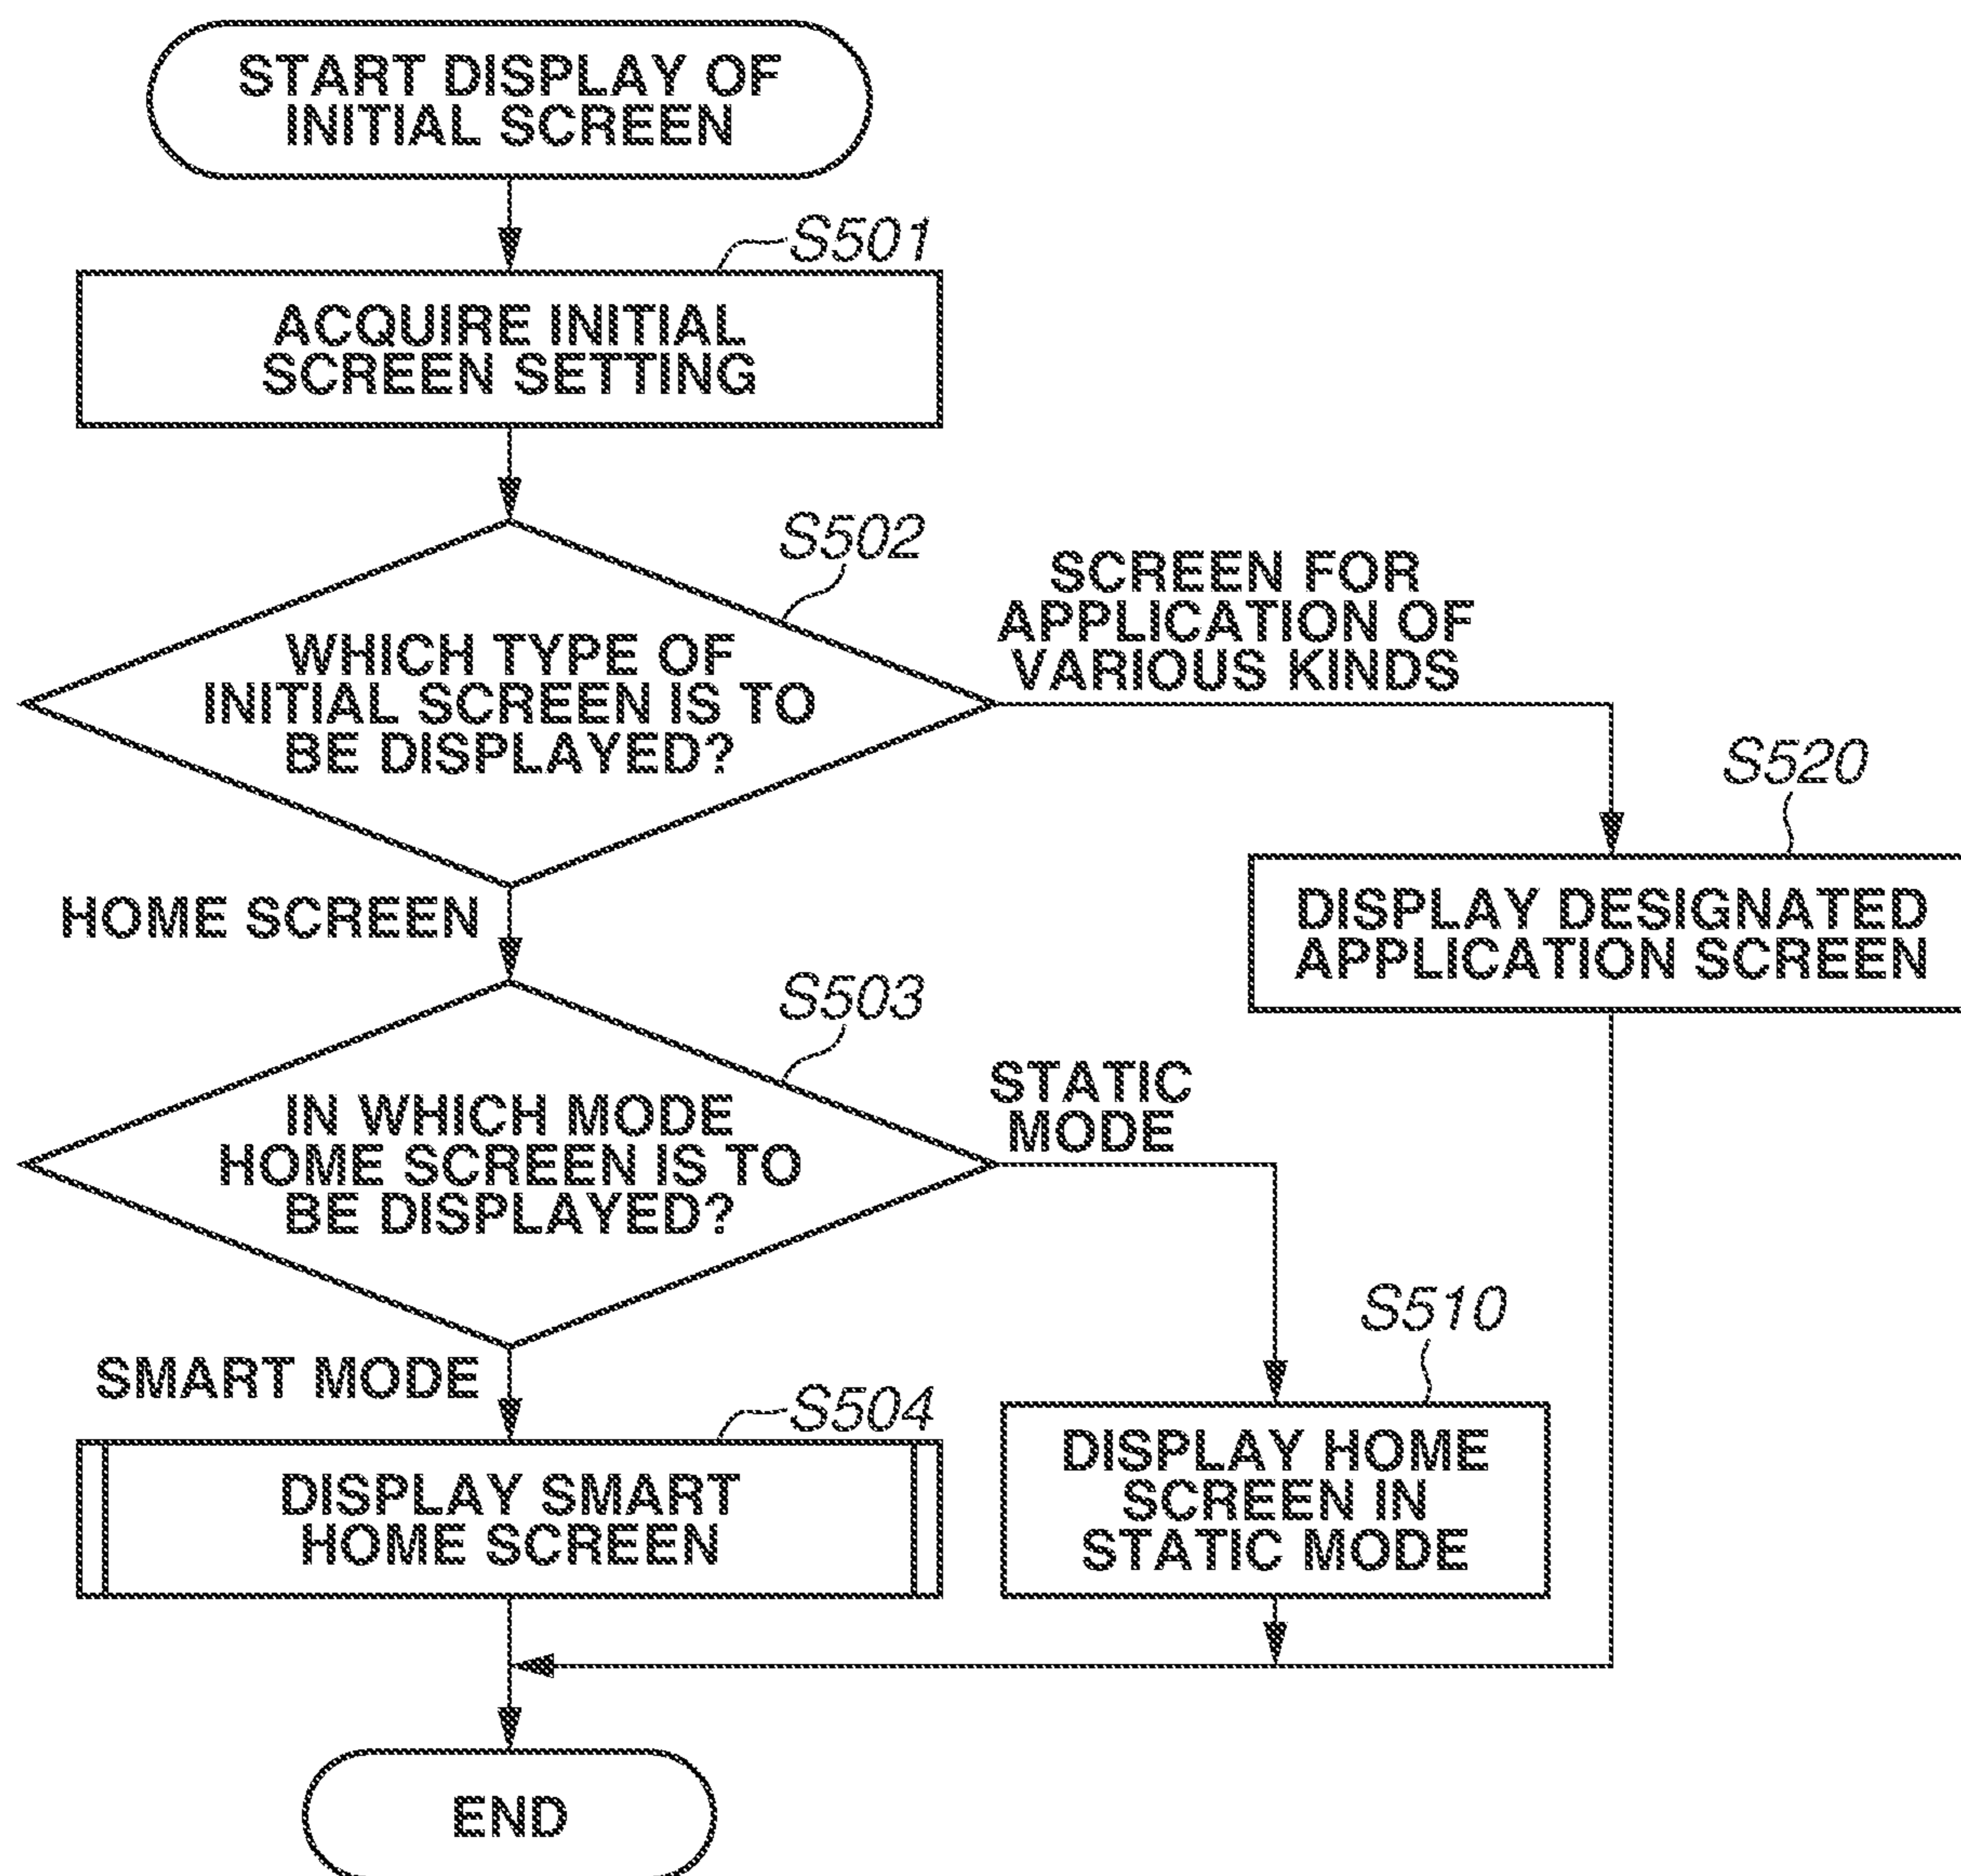 START DISPLAY OF
INITIAL SCREEN
S501
ACQUIRE INITIAL
SCREEN SETTING
S502
WHICH TYPE OF
INITIAL SCREEN IS TO
BE DISPLAYED?
SCREEN FOR
APPLICATION OF
VARIOUS KINDS
S520
DISPLAY DESIGNATED
APPLICATION SCREEN
HOME SCREEN
S503
IN WHICH MODE
HOME SCREEN IS TO
BE DISPLAYED?
STATIC
MODE
S510
DISPLAY HOME
SCREEN IN
STATIC MODE
SMART MODE
S504
DISPLAY SMART
HOME SCREEN
END